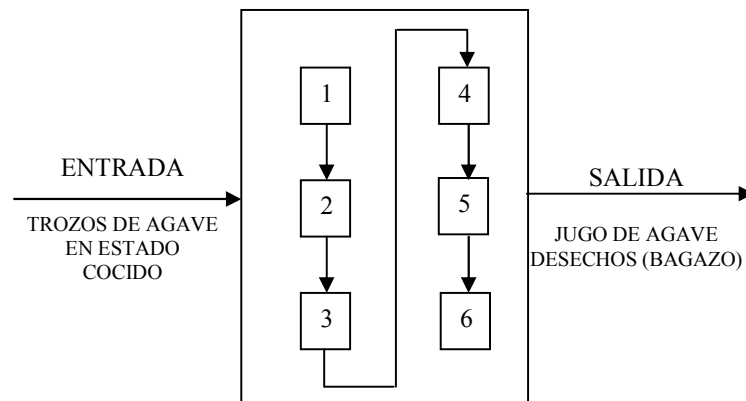 ENTRADA
TROZOS DE AGAVE
EN ESTADO
COCIDO
1
2
3
4
5
6
SALIDA
JUGO DE AGAVE
DESECHOS (BAGAZO)